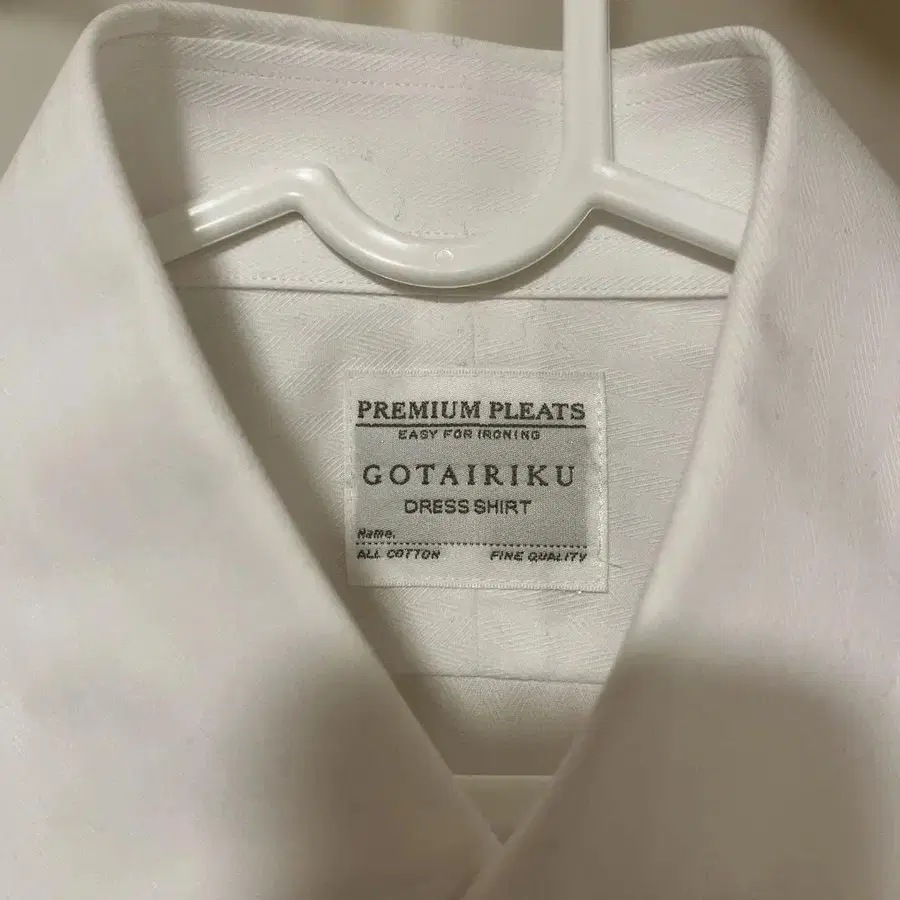 PREMIUM PLEATS
EASY FOR IRONING
GOTAIRIKU
DRESS SHIRT
Name.
ALL COTTON FINE QUALITY